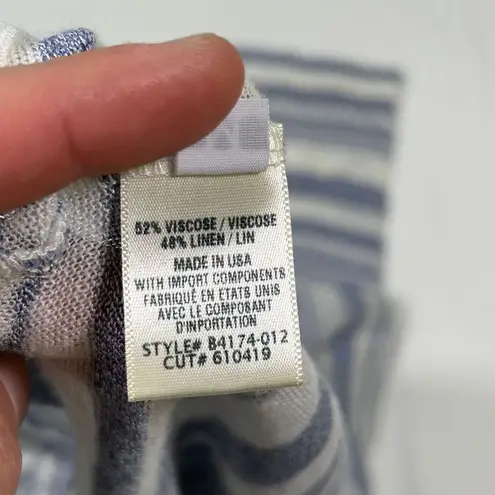 52% VISCOSE / VISCOSE
48% LINEN / LIN
MADE IN USA
WITH IMPORT COMPONENTS
FABRIQUÉ EN ETATS UNIS
AVEC LE COMPOSANT
D'INPORTATION
STYLE# B4174-012
CUT# 610419